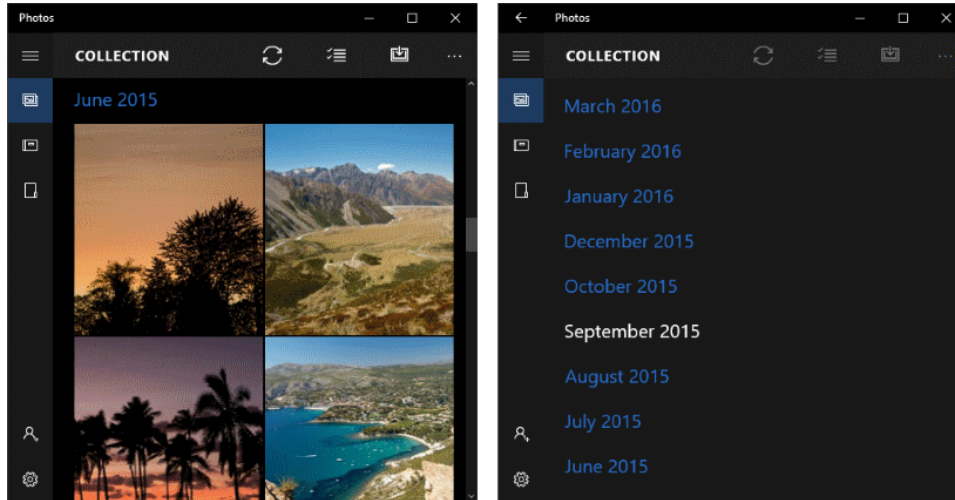 Photos
COLLECTION
June 2015
Photos
COLLECTION
March 2016
February 2016
January 2016
December 2015
October 2015
September 2015
August 2015
July 2015
June 2015